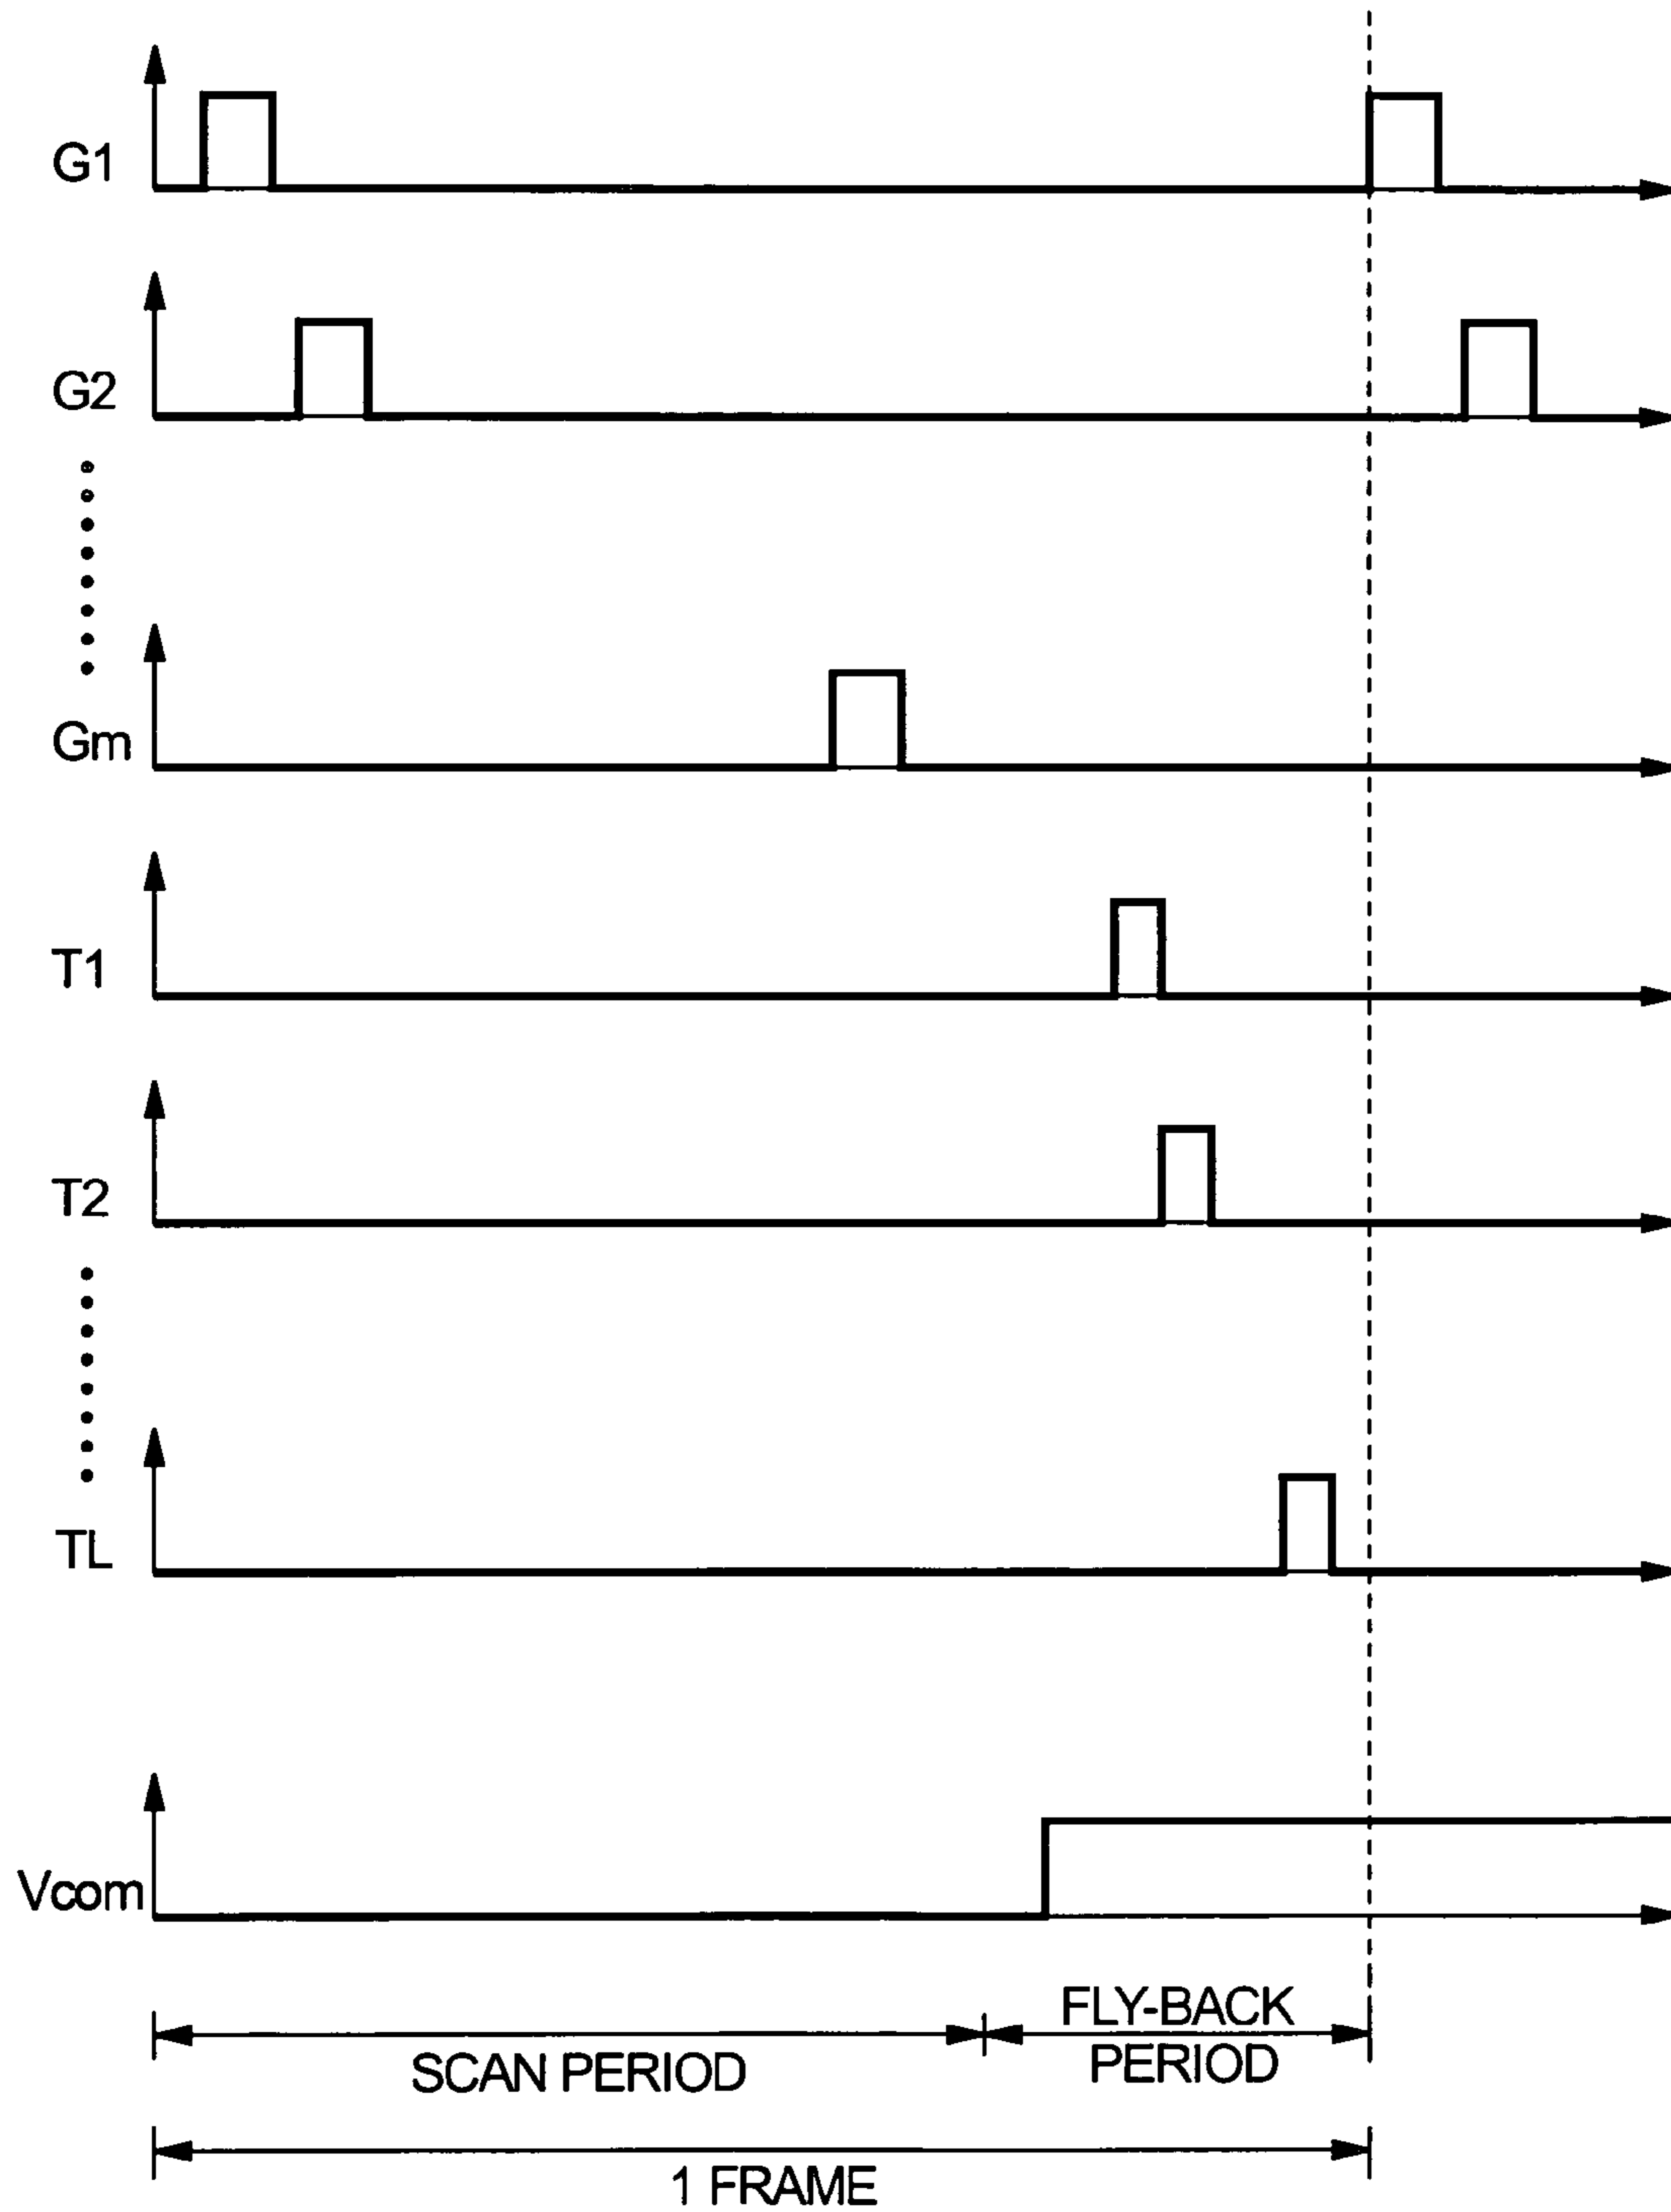 G1
G2
Gm
T1
T2
TL
Vcom
FLY-BACK
PERIOD
SCAN PERIOD
1 FRAME